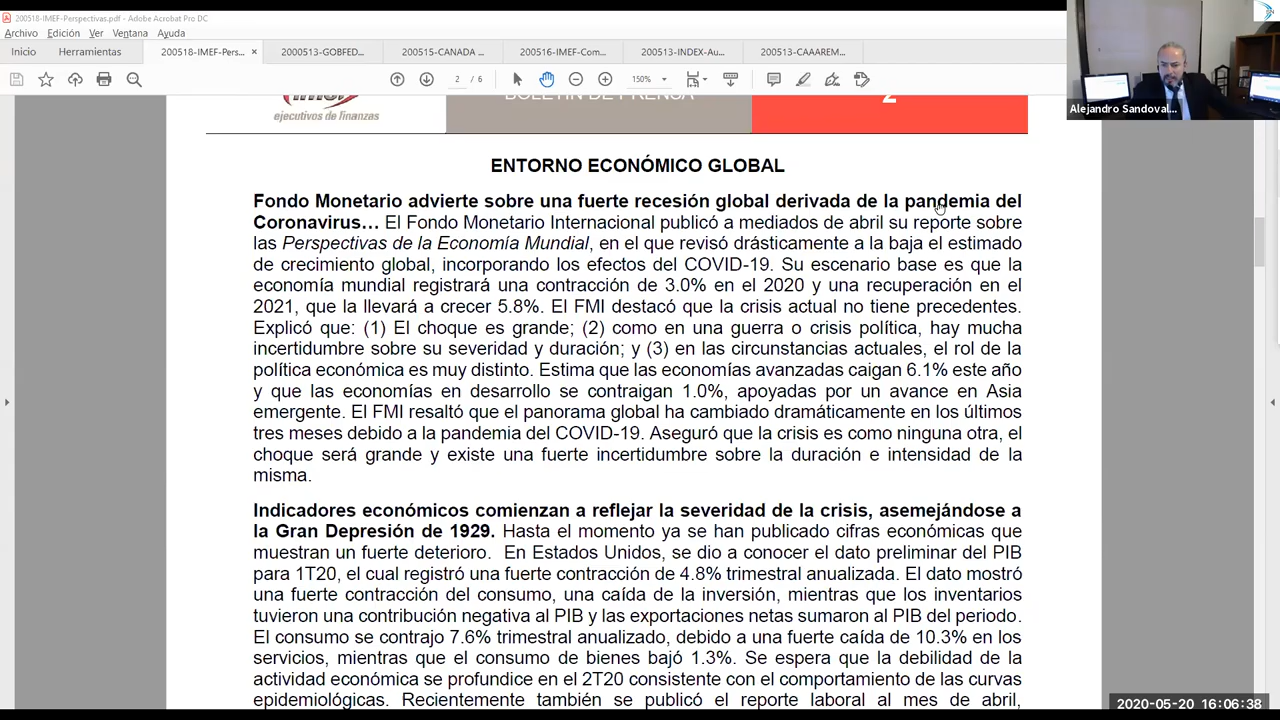 200518-IMEF-Perspectivas.pdf - Adobe Acrobat Pro DC
Archivo Edición Ver Ventana Ayuda
Inicio Herramientas 200518-IMEF-Pers... × 200513-GOBFED... 200515-CANADA ... 200516-IMEF-Com... 200513-INDEX-Au... 200513-CAAAREM...
2 / 6 150%
Alejandro Sandoval...
ejecutivos de finanzas
BOLETÍN DE PRENSA
2
ENTORNO ECONÓMICO GLOBAL
Fondo Monetario advierte sobre una fuerte recesión global derivada de la pandemia del
Coronavirus… El Fondo Monetario Internacional publicó a mediados de abril su reporte sobre
las Perspectivas de la Economía Mundial, en el que revisó drásticamente a la baja el estimado
de crecimiento global, incorporando los efectos del COVID-19. Su escenario base es que la
economía mundial registrará una contracción de 3.0% en el 2020 y una recuperación en el
2021, que la llevará a crecer 5.8%. El FMI destacó que la crisis actual no tiene precedentes.
Explicó que: (1) El choque es grande; (2) como en una guerra o crisis política, hay mucha
incertidumbre sobre su severidad y duración; y (3) en las circunstancias actuales, el rol de la
política económica es muy distinto. Estima que las economías avanzadas caigan 6.1% este año
y que las economías en desarrollo se contraigan 1.0%, apoyadas por un avance en Asia
emergente. El FMI resaltó que el panorama global ha cambiado dramáticamente en los últimos
tres meses debido a la pandemia del COVID-19. Aseguró que la crisis es como ninguna otra, el
choque será grande y existe una fuerte incertidumbre sobre la duración e intensidad de la
misma.
Indicadores económicos comienzan a reflejar la severidad de la crisis, asemejándose a
la Gran Depresión de 1929. Hasta el momento ya se han publicado cifras económicas que
muestran un fuerte deterioro. En Estados Unidos, se dio a conocer el dato preliminar del PIB
para 1T20, el cual registró una fuerte contracción de 4.8% trimestral anualizada. El dato mostró
una fuerte contracción del consumo, una caída de la inversión, mientras que los inventarios
tuvieron una contribución negativa al PIB y las exportaciones netas sumaron al PIB del periodo.
El consumo se contrajo 7.6% trimestral anualizado, debido a una fuerte caída de 10.3% en los
servicios, mientras que el consumo de bienes bajó 1.3%. Se espera que la debilidad de la
actividad económica se profundice en el 2T20 consistente con el comportamiento de las curvas
epidemiológicas. Recientemente también se publicó el reporte laboral al mes de abril,
2020-05-20 16:06:38